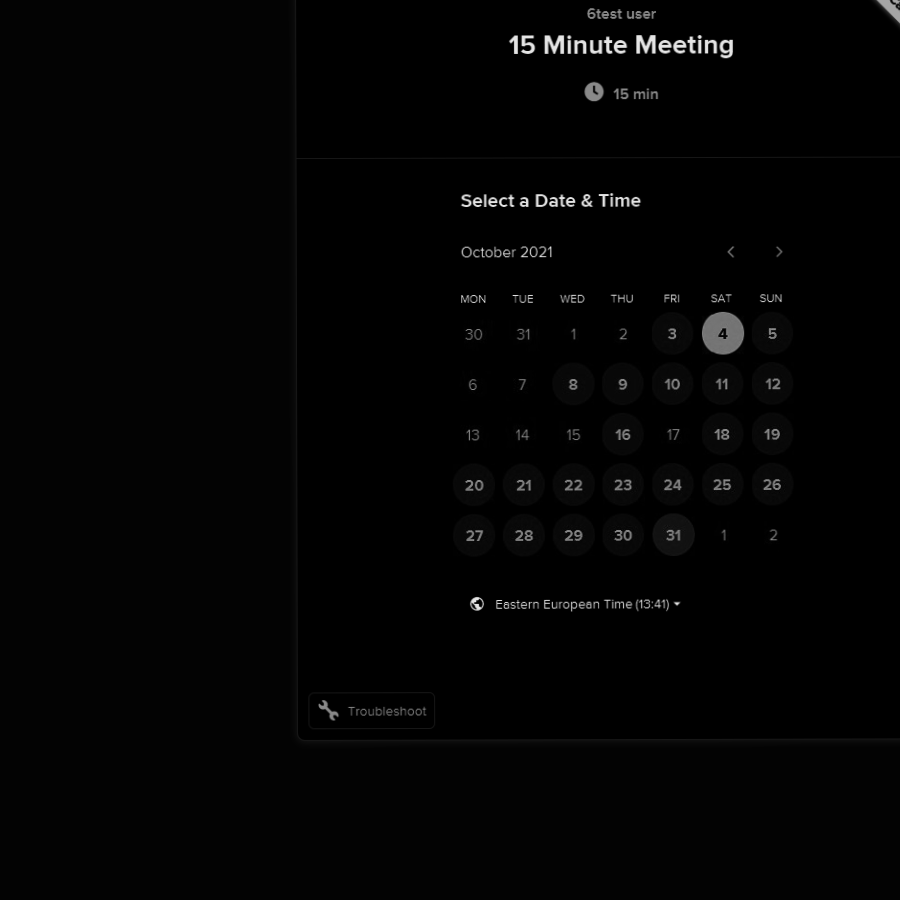 6test user
15 Minute Meeting
15 min
Select a Date & Time
October 2021
MON TUE WED THU FRI SAT SUN
30 31 1 2 3 4 5
6 7 8 9 10 11 12
13 14 15 16 17 18 19
20 21 22 23 24 25 26
27 28 29 30 31 1 2
Eastern European Time (13:41)
Troubleshoot